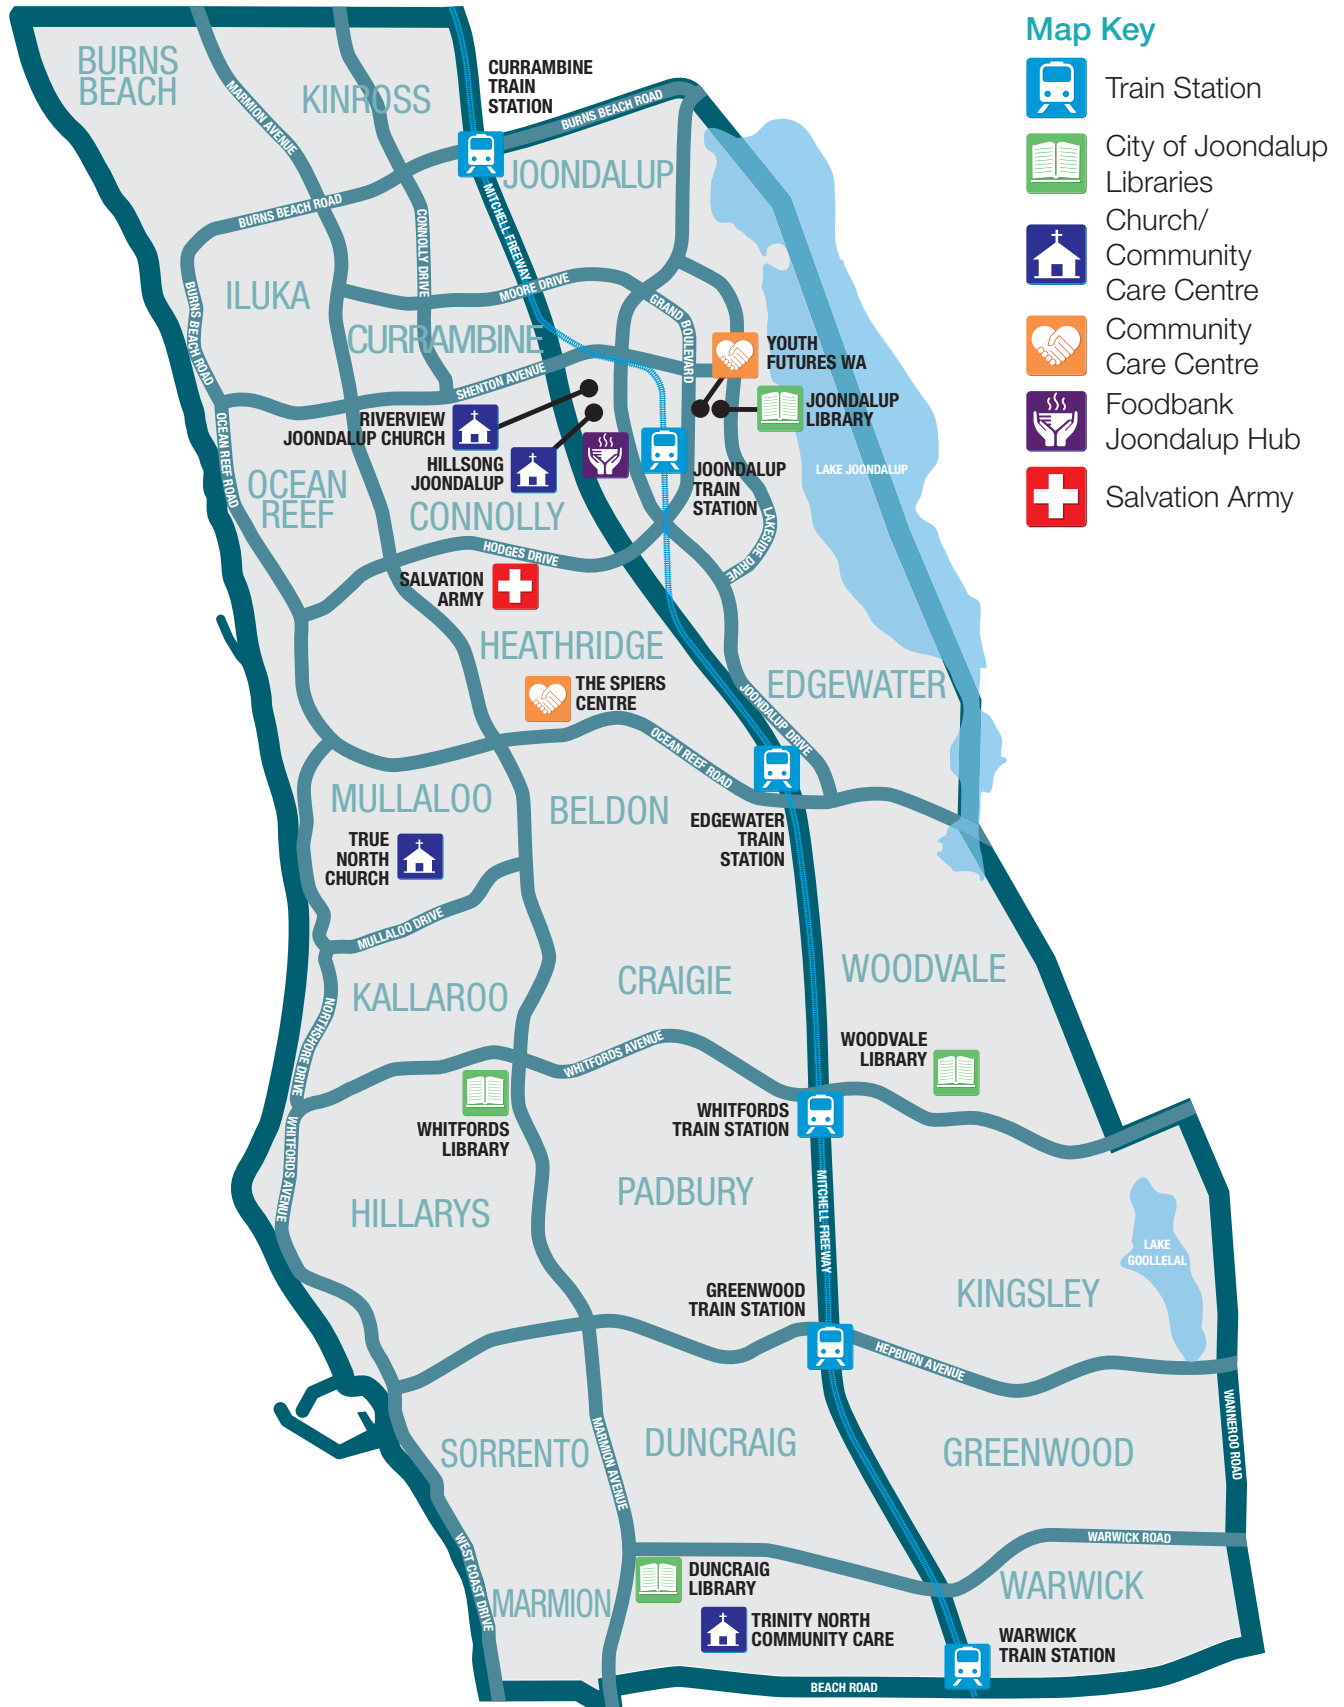 Map Key
Train Station
City of Joondalup
Libraries
Church/
Community
Care Centre
Community
Care Centre
Foodbank
Joondalup Hub
Salvation Army
BURNS
BEACH
KINROSS
MARMION AVENUE
CURRAMBINE
TRAIN
STATION
BURNS BEACH ROAD
JOONDALUP
BURNS BEACH ROAD
CONNOLLY DRIVE
MITCHELL FREEWAY
ILUKA
BURNS BEACH ROAD
MOORE DRIVE
GRAND BOULEVARD
CURRAMBINE
YOUTH
FUTURES WA
SHENTON AVENUE
JOONDALUP
LIBRARY
RIVERVIEW
JOONDALUP CHURCH
HILLSONG
JOONDALUP
OCEAN REEF ROAD
JOONDALUP
TRAIN
STATION
LAKE JOONDALUP
OCEAN
REEF
CONNOLLY
LAKESIDE DRIVE
HODGES DRIVE
SALVATION
ARMY
HEATHRIDGE
EDGEWATER
THE SPIERS
CENTRE
JOONDALUP DRIVE
OCEAN REEF ROAD
MULLALOO
BELDON
EDGEWATER
TRAIN
STATION
TRUE
NORTH
CHURCH
MULLALOO DRIVE
CRAIGIE
WOODVALE
KALLAROO
NORTHSHORE DRIVE
WHITFORDS AVENUE
WOODVALE
LIBRARY
WHITFORDS
LIBRARY
WHITFORDS
TRAIN STATION
WHITFORDS AVENUE
MITCHELL FREEWAY
PADBURY
HILLARYS
LAKE
GOOLLELAL
GREENWOOD
TRAIN STATION
KINGSLEY
HEPBURN AVENUE
WANNEROO ROAD
MARMION AVENUE
SORRENTO
DUNCRAIG
GREENWOOD
WEST COAST DRIVE
WARWICK ROAD
DUNCRAIG
LIBRARY
MARMION
WARWICK
TRINITY NORTH
COMMUNITY CARE
WARWICK
TRAIN STATION
BEACH ROAD